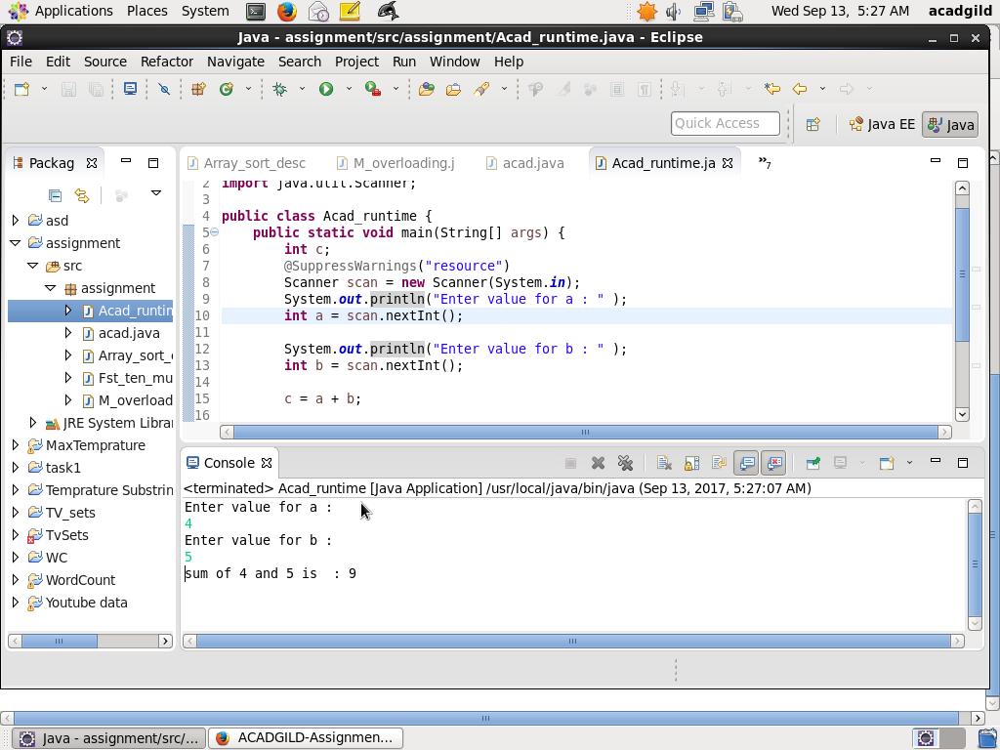 Applications Places System Wed Sep 13, 5:27 AM acadgild
Java - assignment/src/assignment/Acad_runtime.java - Eclipse
File Edit Source Refactor Navigate Search Project Run Window Help
Quick Access Java EE Java
Packag
asd
assignment
src
assignment
Acad_runtin
acad.java
Array_sort_
Fst_ten_mu
M_overload
JRE System Librar
MaxTemprature
task1
Temprature Substrin
TV_sets
TvSets
WC
WordCount
Youtube data
Array_sort_desc M_overloading.j acad.java Acad_runtime.ja »7
2 import java.util.Scanner;
3
4 public class Acad_runtime {
5 public static void main(String[] args) {
6 int c;
7 @SuppressWarnings("resource")
8 Scanner scan = new Scanner(System.in);
9 System.out.println("Enter value for a : " );
10 int a = scan.nextInt();
11
12 System.out.println("Enter value for b : " );
13 int b = scan.nextInt();
14
15 c = a + b;
16
Console
<terminated> Acad_runtime [Java Application] /usr/local/java/bin/java (Sep 13, 2017, 5:27:07 AM)
Enter value for a :
4
Enter value for b :
5
sum of 4 and 5 is  : 9
Java - assignment/src/... ACADGILD-Assignmen...